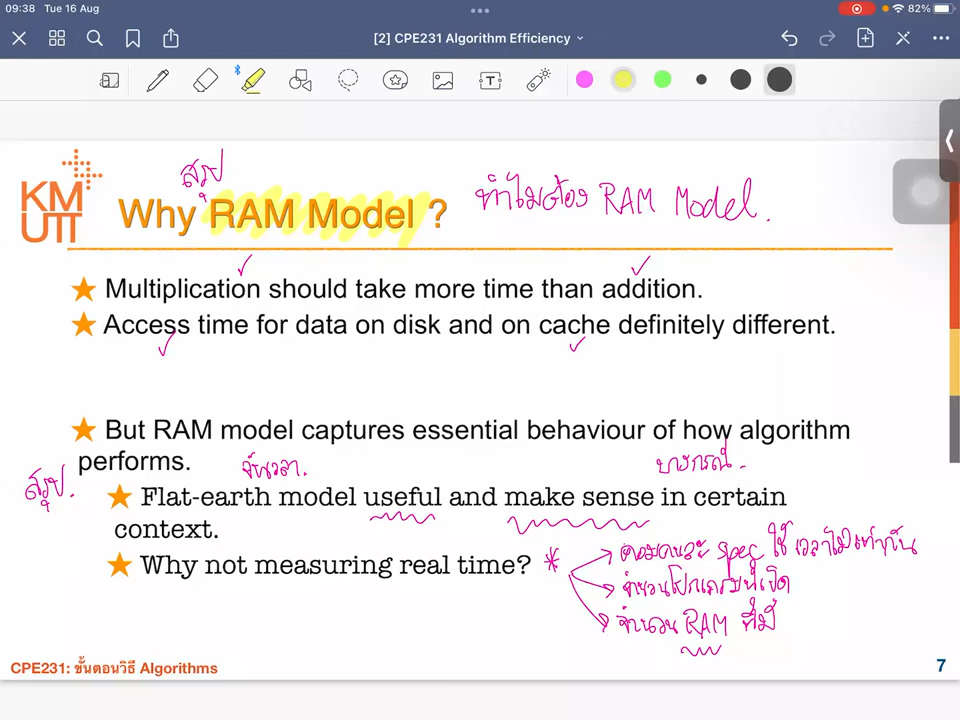 09:38 Tue 16 Aug
82%
[2] CPE231 Algorithm Efficiency
T
KM
UTT
สรุป
Why RAM Model ?
ทำไมต้อง RAM Model.
★ Multiplication should take more time than addition.
★ Access time for data on disk and on cache definitely different.
★ But RAM model captures essential behaviour of how algorithm
performs.
จับเวลา.
บางกรณี.
สรุป.
★ Flat-earth model useful and make sense in certain
context.
★ Why not measuring real time? *
คอมคนละ spec ใช้ เวลาไม่เท่ากัน
จำนวนโปรแกรมที่เปิด
จำนวน RAM ที่มี
CPE231: ขั้นตอนวิธี Algorithms
7